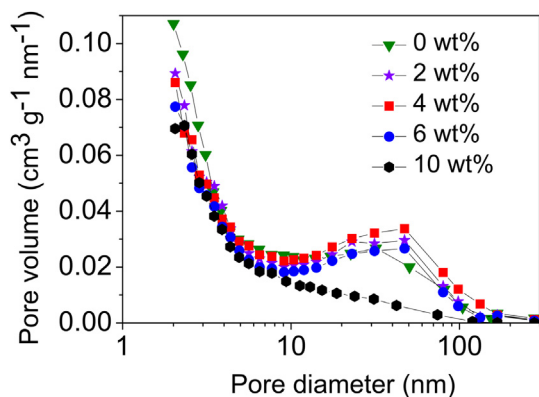 0.10
0.08
0.06
0.04
0.02
0.00
Pore volume (cm³ g⁻¹ nm⁻¹)
0 wt%
2 wt%
4 wt%
6 wt%
10 wt%
1
10
100
Pore diameter (nm)